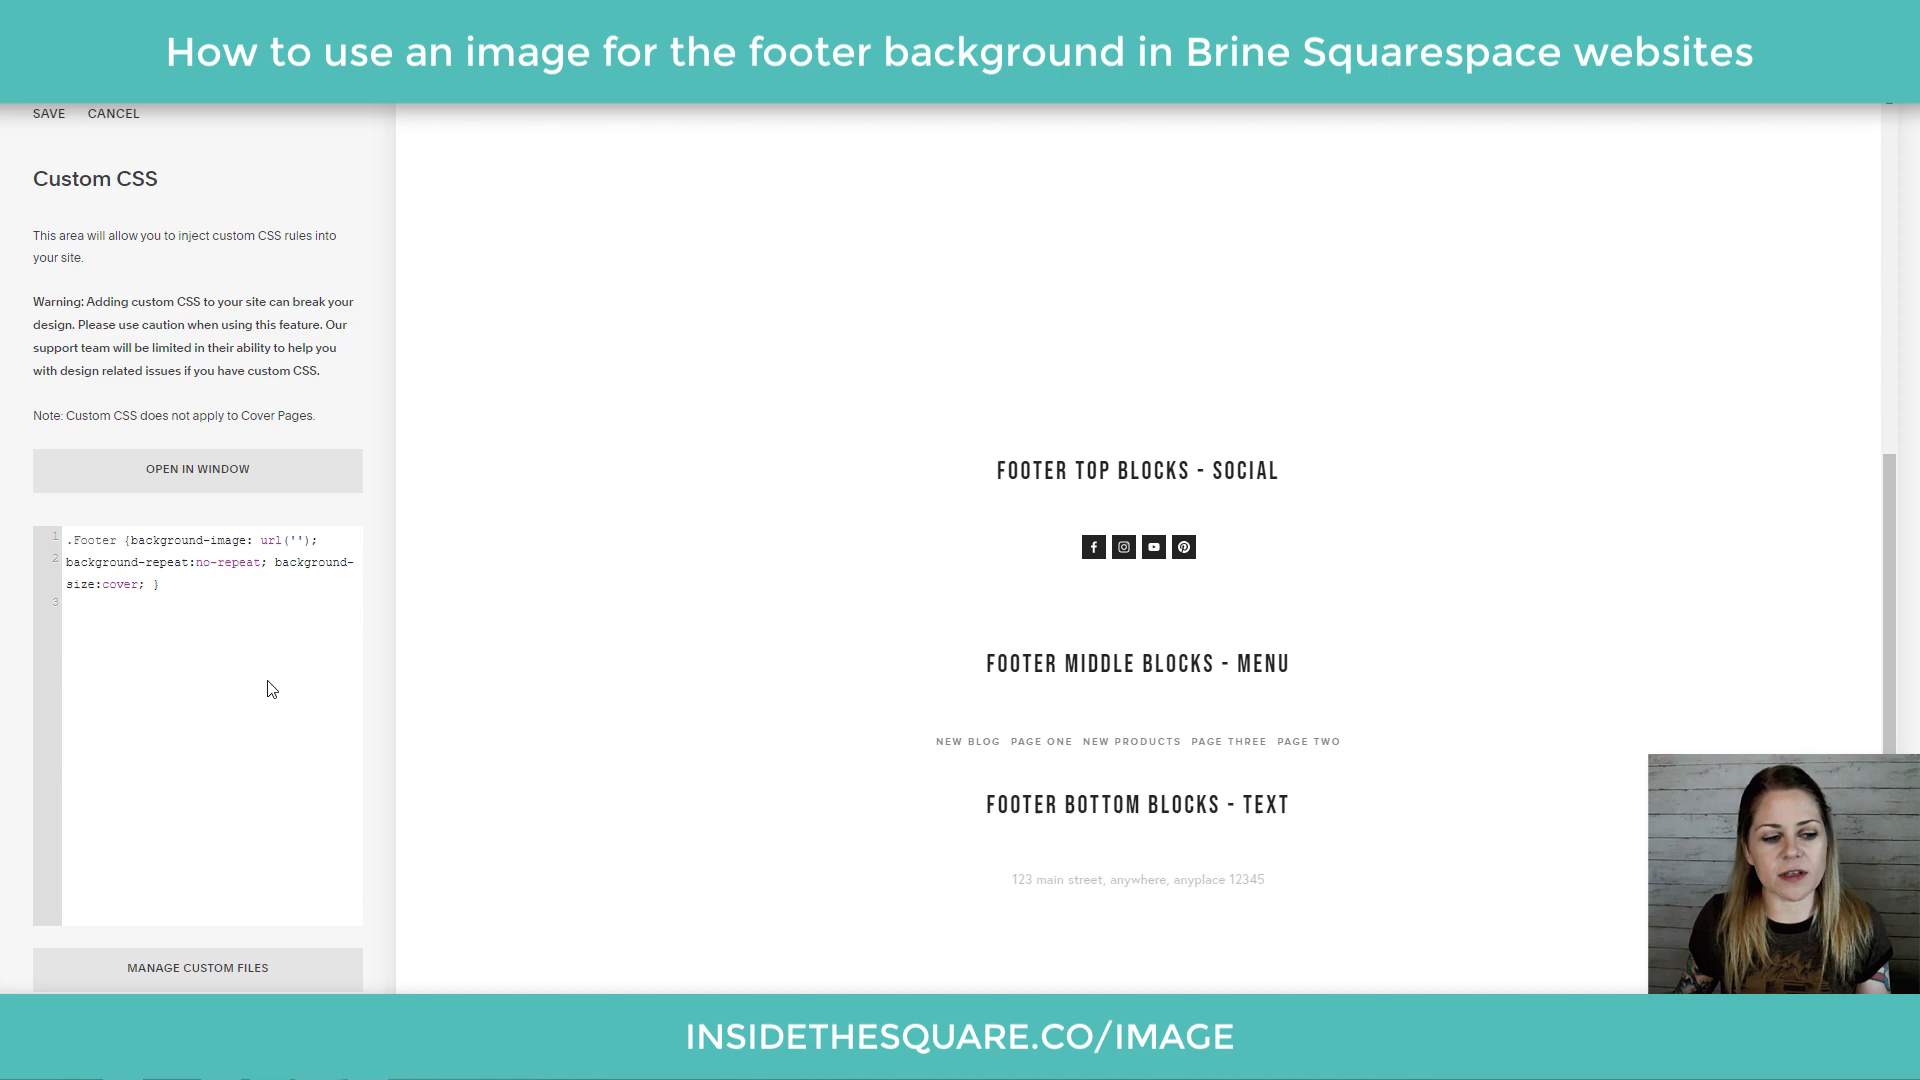 How to use an image for the footer background in Brine Squarespace websites
SAVE CANCEL
Custom CSS
This area will allow you to inject custom CSS rules into
your site.
Warning: Adding custom CSS to your site can break your
design. Please use caution when using this feature. Our
support team will be limited in their ability to help you
with design related issues if you have custom CSS.
Note: Custom CSS does not apply to Cover Pages.
OPEN IN WINDOW
1 .Footer {background-image: url('');
2 background-repeat:no-repeat; background-
size:cover; }
3
MANAGE CUSTOM FILES
FOOTER TOP BLOCKS - SOCIAL
FOOTER MIDDLE BLOCKS - MENU
NEW BLOG PAGE ONE NEW PRODUCTS PAGE THREE PAGE TWO
FOOTER BOTTOM BLOCKS - TEXT
123 main street, anywhere, anyplace 12345
INSIDETHESQUARE.CO/IMAGE